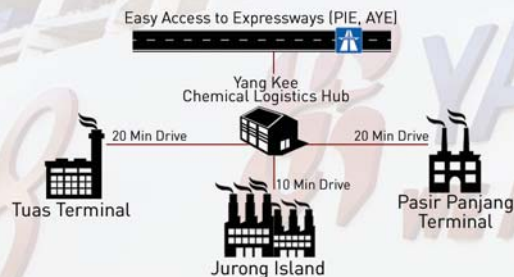 Easy Access to Expressways (PIE, AYE)
Yang Kee
Chemical Logistics Hub
20 Min Drive
20 Min Drive
10 Min Drive
Tuas Terminal
Pasir Panjang
Terminal
Jurong Island